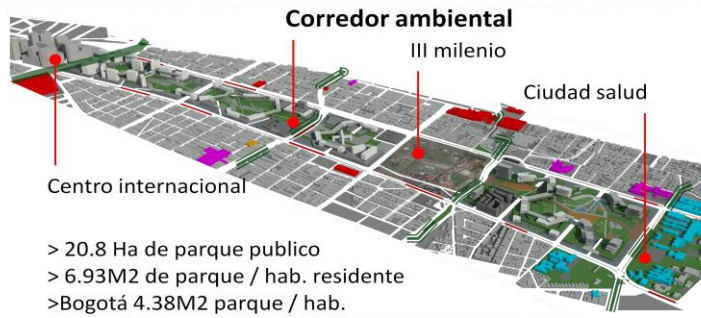 Corredor ambiental
III milenio
Ciudad salud
Centro internacional
> 20.8 Ha de parque publico
> 6.93M2 de parque / hab. residente
>Bogotá 4.38M2 parque / hab.